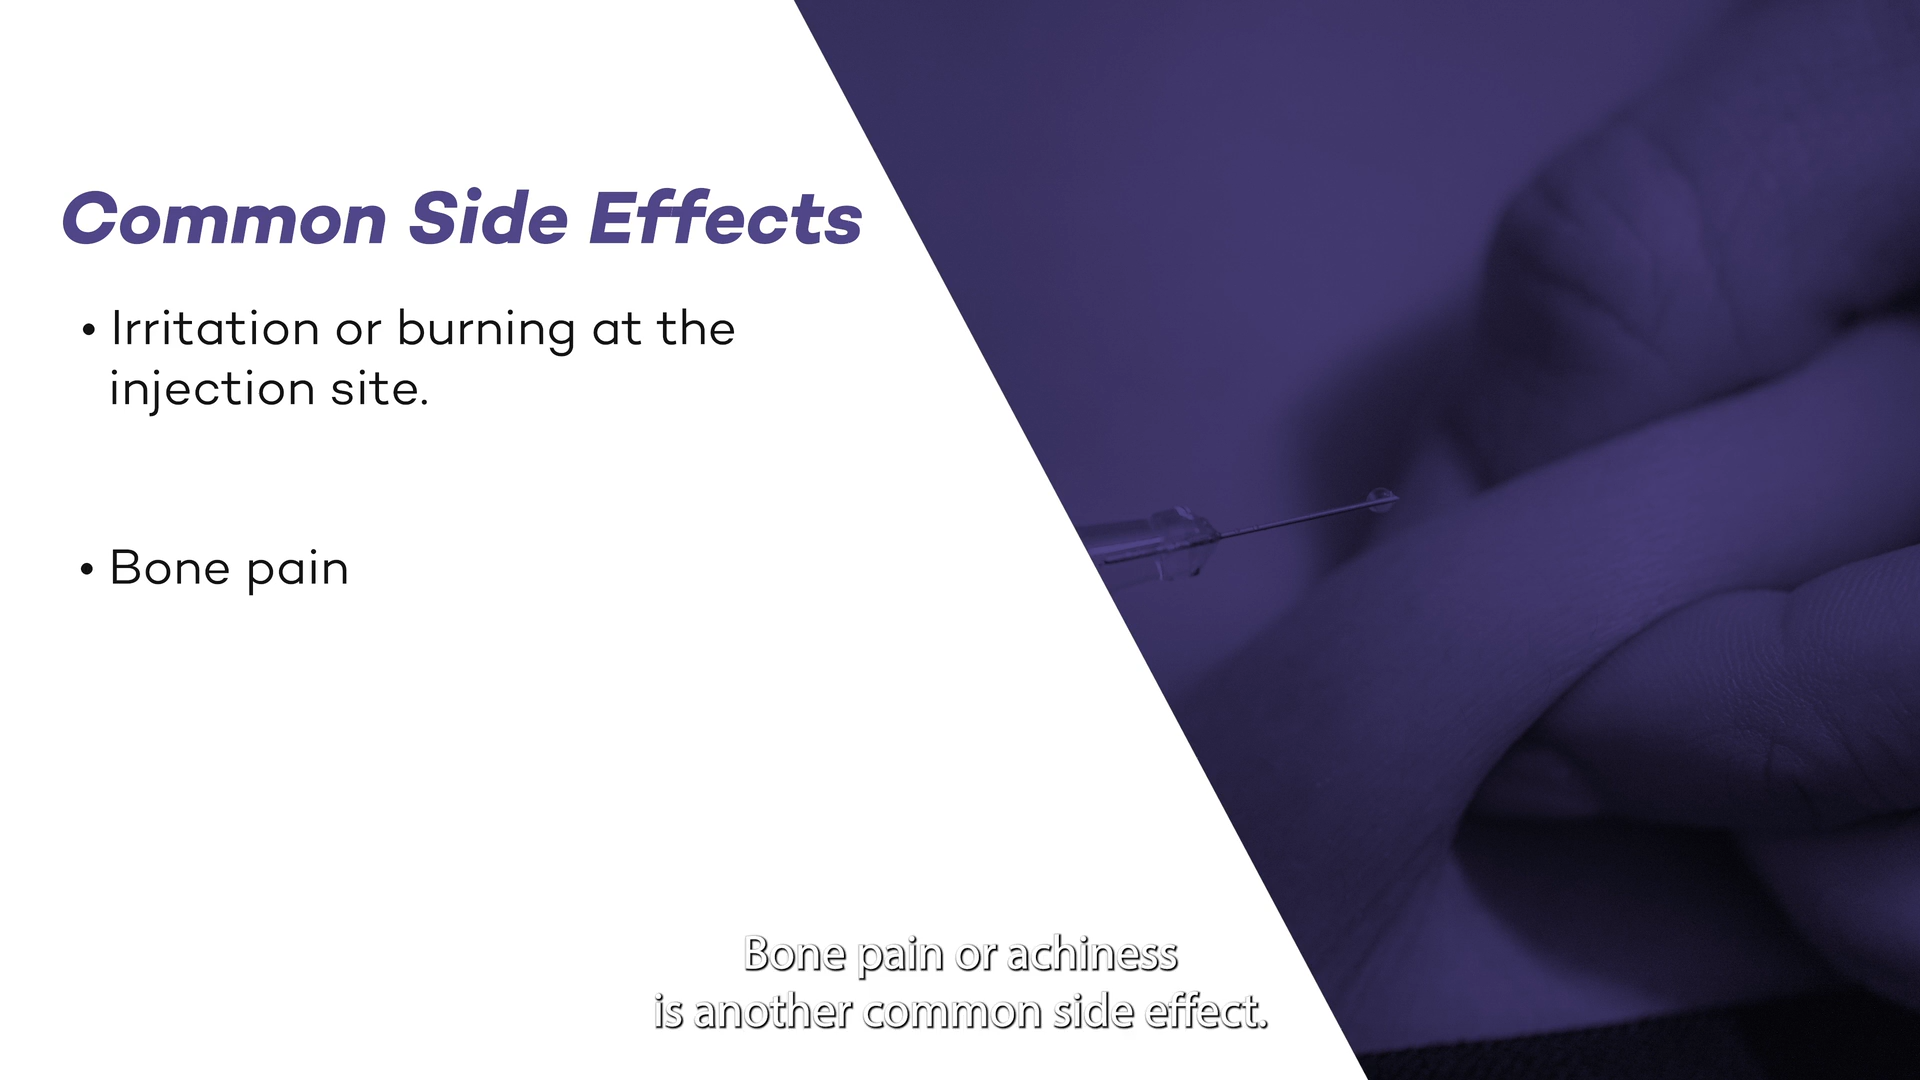 Common Side Effects
• Irritation or burning at the
injection site.
• Bone pain
Bone pain or achiness
is another common side effect.